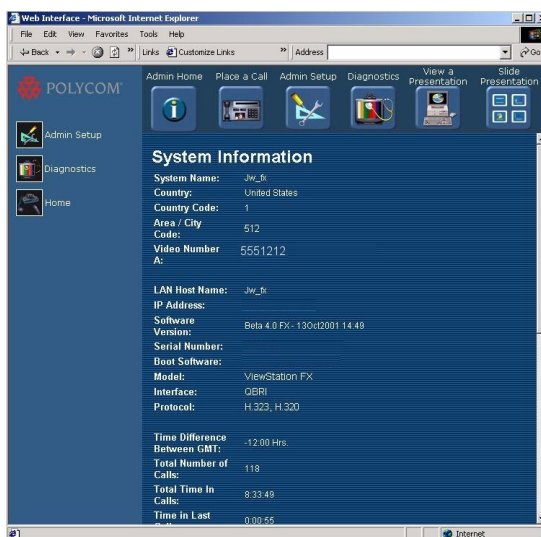 Web Interface - Microsoft Internet Explorer
File Edit View Favorites Tools Help
Back Links Customize Links Address Go
POLYCOM
Admin Home Place a Call Admin Setup Diagnostics View a Presentation Slide Presentation
Admin Setup
Diagnostics
Home
System Information
System Name: Jw_fx
Country: United States
Country Code: 1
Area / City Code: 512
Video Number A: 5551212
LAN Host Name: Jw_fx
IP Address:
Software Version: Beta 4.0 FX - 13Oct2001 14:49
Serial Number:
Boot Software:
Model: ViewStation FX
Interface: QBRI
Protocol: H.323, H.320
Time Difference Between GMT: -12:00 Hrs.
Total Number of Calls: 118
Total Time In Calls: 8:33:49
Time in Last 0:00:55
Internet